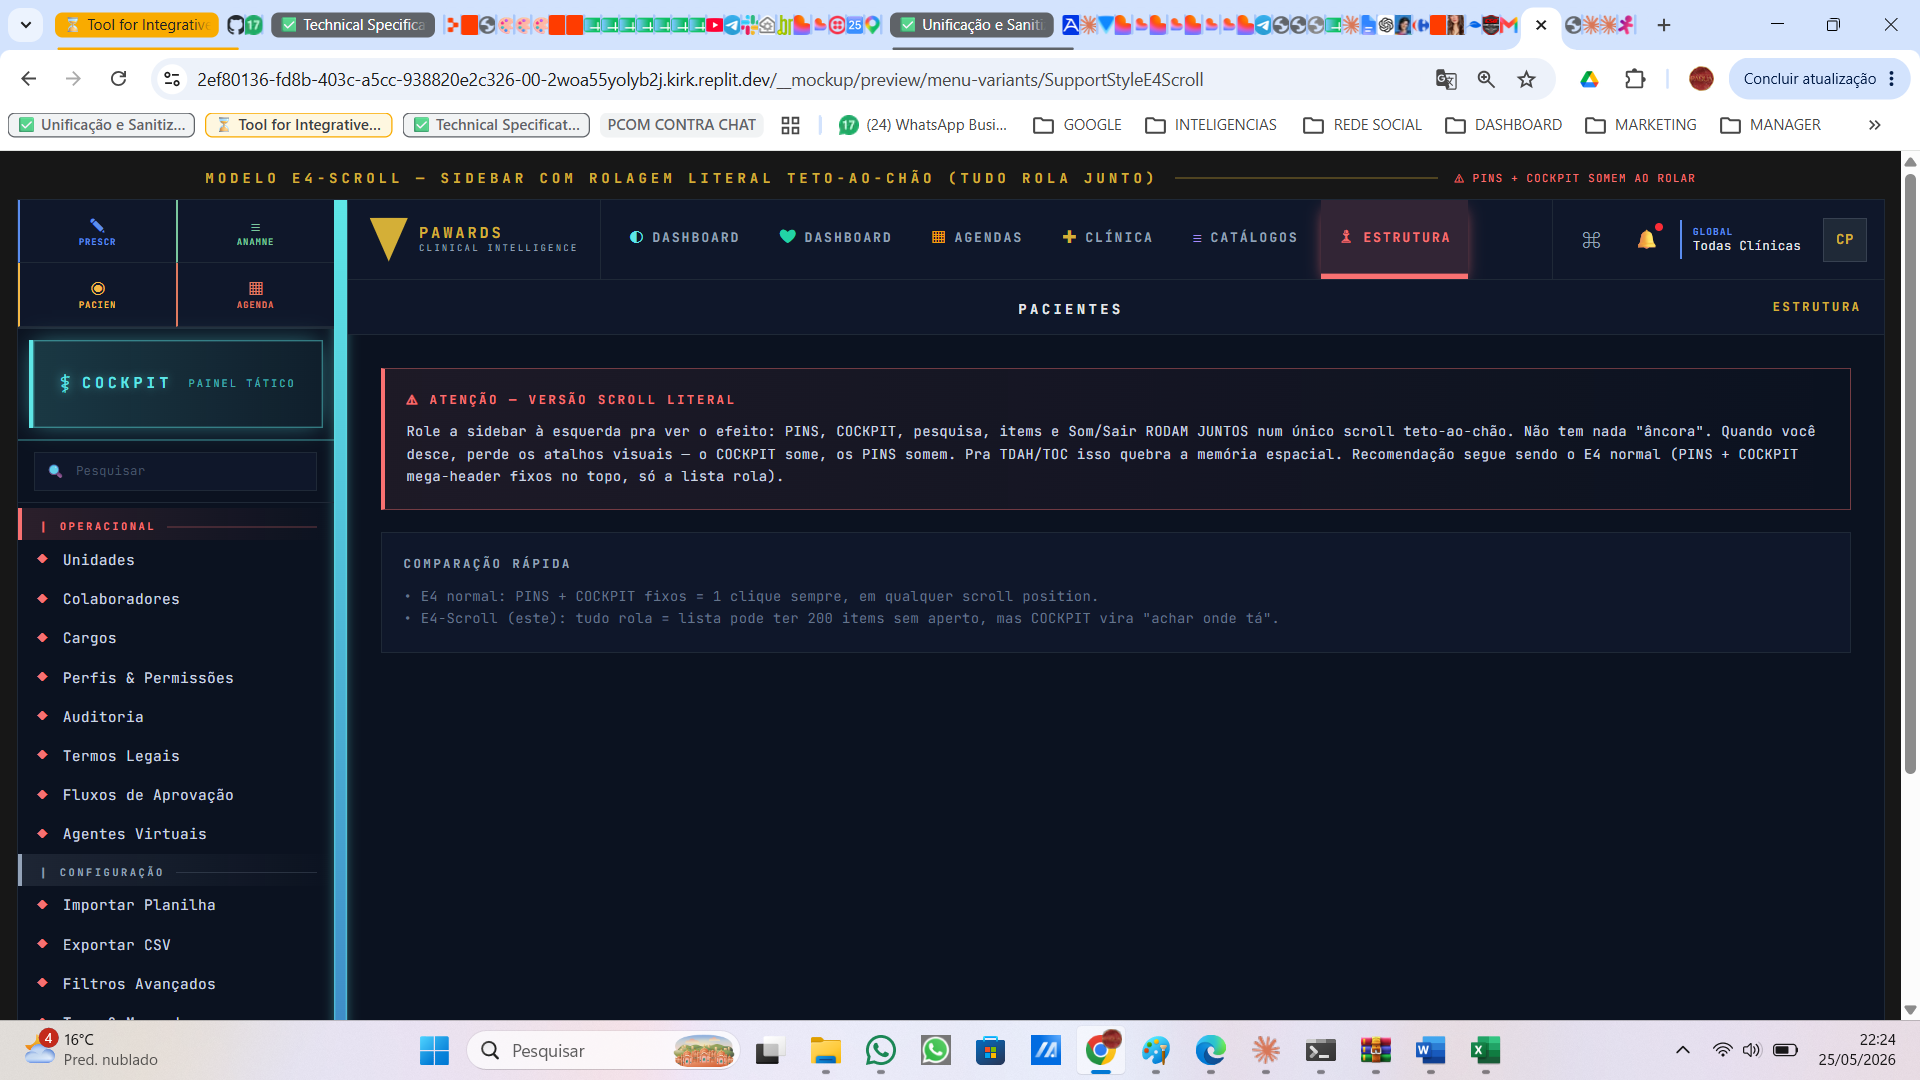 Tool for Integrative
Technical Specifica
Unificação e Saniti
2ef80136-fd8b-403c-a5cc-938820e2c326-00-2woa55yolyb2j.kirk.replit.dev/__mockup/preview/menu-variants/SupportStyleE4Scroll
Concluir atualização
Unificação e Sanitiz...
Tool for Integrative...
Technical Specificat...
PCOM CONTRA CHAT
17
(24) WhatsApp Busi...
GOOGLE
INTELIGENCIAS
REDE SOCIAL
DASHBOARD
MARKETING
MANAGER
MODELO E4-SCROLL — SIDEBAR COM ROLAGEM LITERAL TETO-AO-CHÃO (TUDO ROLA JUNTO)
⚠ PINS + COCKPIT SOMEM AO ROLAR
PRESCR
ANAMNE
PACIEN
AGENDA
COCKPIT PAINEL TÁTICO
Pesquisar
PAWARDS
CLINICAL INTELLIGENCE
DASHBOARD
DASHBOARD
AGENDAS
CLÍNICA
CATÁLOGOS
ESTRUTURA
GLOBAL
Todas Clínicas
CP
PACIENTES
ESTRUTURA
OPERACIONAL
Unidades
Colaboradores
Cargos
Perfis & Permissões
Auditoria
Termos Legais
Fluxos de Aprovação
Agentes Virtuais
CONFIGURAÇÃO
Importar Planilha
Exportar CSV
Filtros Avançados
⚠ ATENÇÃO — VERSÃO SCROLL LITERAL
Role a sidebar à esquerda pra ver o efeito: PINS, COCKPIT, pesquisa, items e Som/Sair RODAM JUNTOS num único scroll teto-ao-chão. Não tem nada "âncora". Quando você
desce, perde os atalhos visuais — o COCKPIT some, os PINS somem. Pra TDAH/TOC isso quebra a memória espacial. Recomendação segue sendo o E4 normal (PINS + COCKPIT
mega-header fixos no topo, só a lista rola).
COMPARAÇÃO RÁPIDA
• E4 normal: PINS + COCKPIT fixos = 1 clique sempre, em qualquer scroll position.
• E4-Scroll (este): tudo rola = lista pode ter 200 items sem aperto, mas COCKPIT vira "achar onde tá".
4
16°C
Pred. nublado
Pesquisar
22:24
25/05/2026